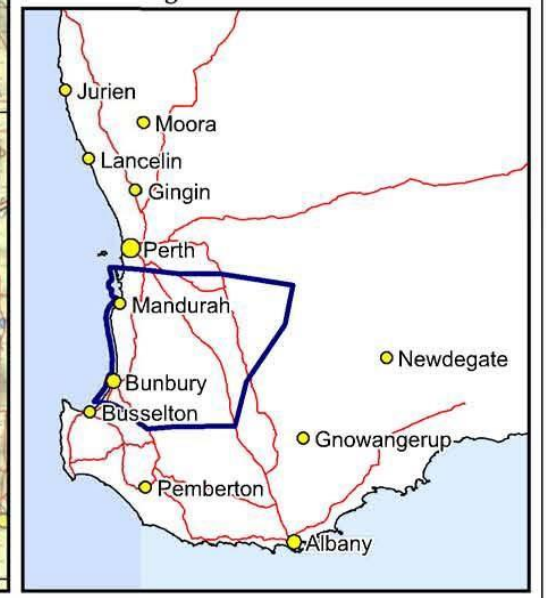 Jurien
Moora
Lancelin
Gingin
Perth
Mandurah
Newdegate
Bunbury
Busselton
Gnowangerup
Pemberton
Albany